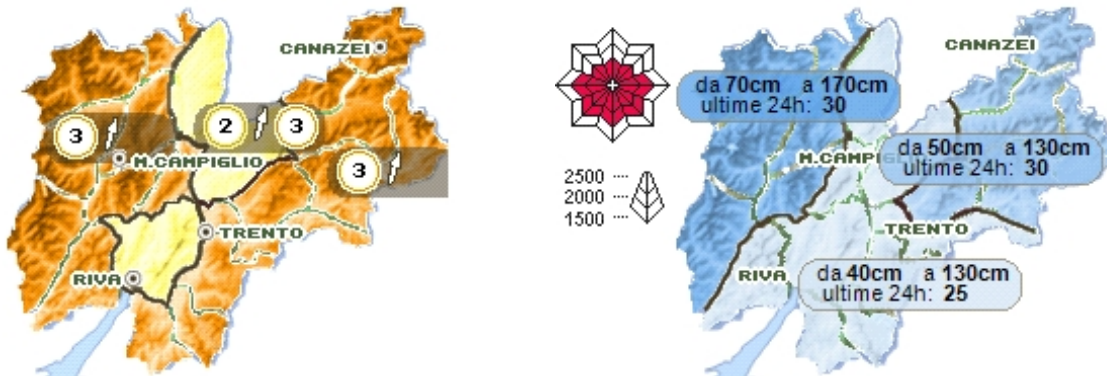 CANAZEI
3
2
3
M.CAMPIGLIO
3
TRENTO
RIVA
CANAZEI
da 70cm a 170cm
ultime 24h: 30
da 50cm a 130cm
ultime 24h: 30
M.CAMPIGL
2500
2000
1500
TRENTO
RIVA
da 40cm a 130cm
ultime 24h: 25